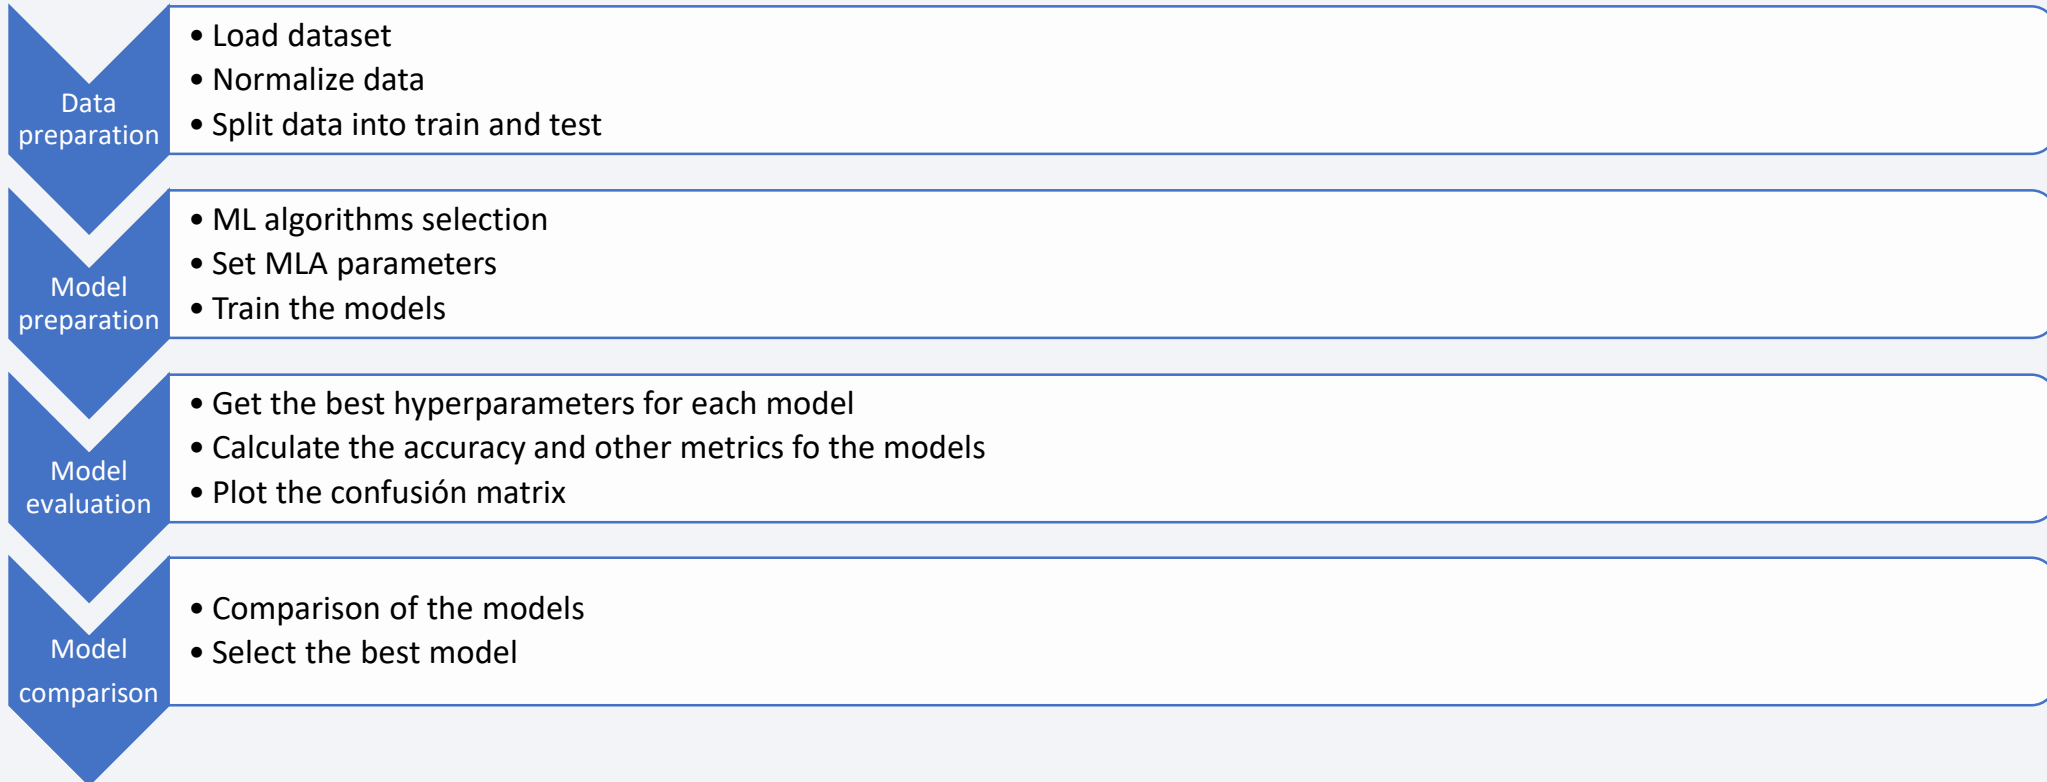 Data
preparation
• Load dataset
• Normalize data
• Split data into train and test
Model
preparation
• ML algorithms selection
• Set MLA parameters
• Train the models
Model
evaluation
• Get the best hyperparameters for each model
• Calculate the accuracy and other metrics fo the models
• Plot the confusión matrix
Model
comparison
• Comparison of the models
• Select the best model